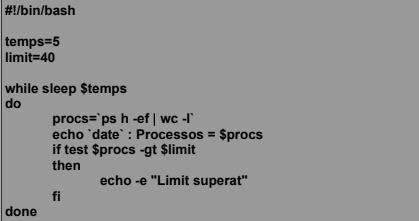 #!/bin/bash
temps=5
limit=40
while sleep $temps
do
procs=`ps h -ef | wc -l`
echo `date` : Processos = $procs
if test $procs -gt $limit
then
echo -e "Limit superat"
fi
done